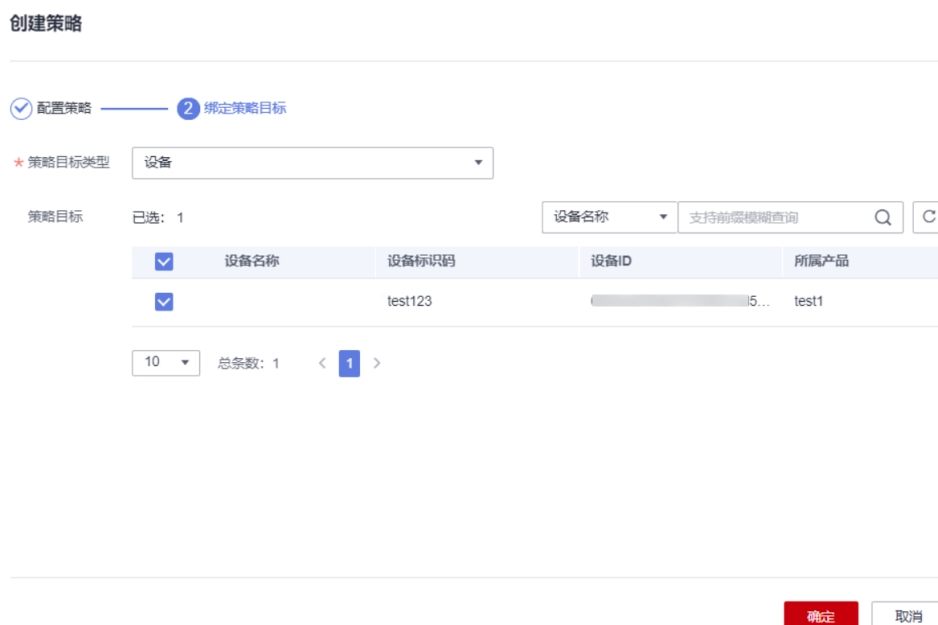 创建策略
配置策略 2 绑定策略目标
* 策略目标类型 设备
策略目标 已选： 1 设备名称 支持前缀模糊查询
设备名称 设备标识码 设备ID 所属产品
test123 5... test1
10 总条数： 1 < 1 >
确定 取消